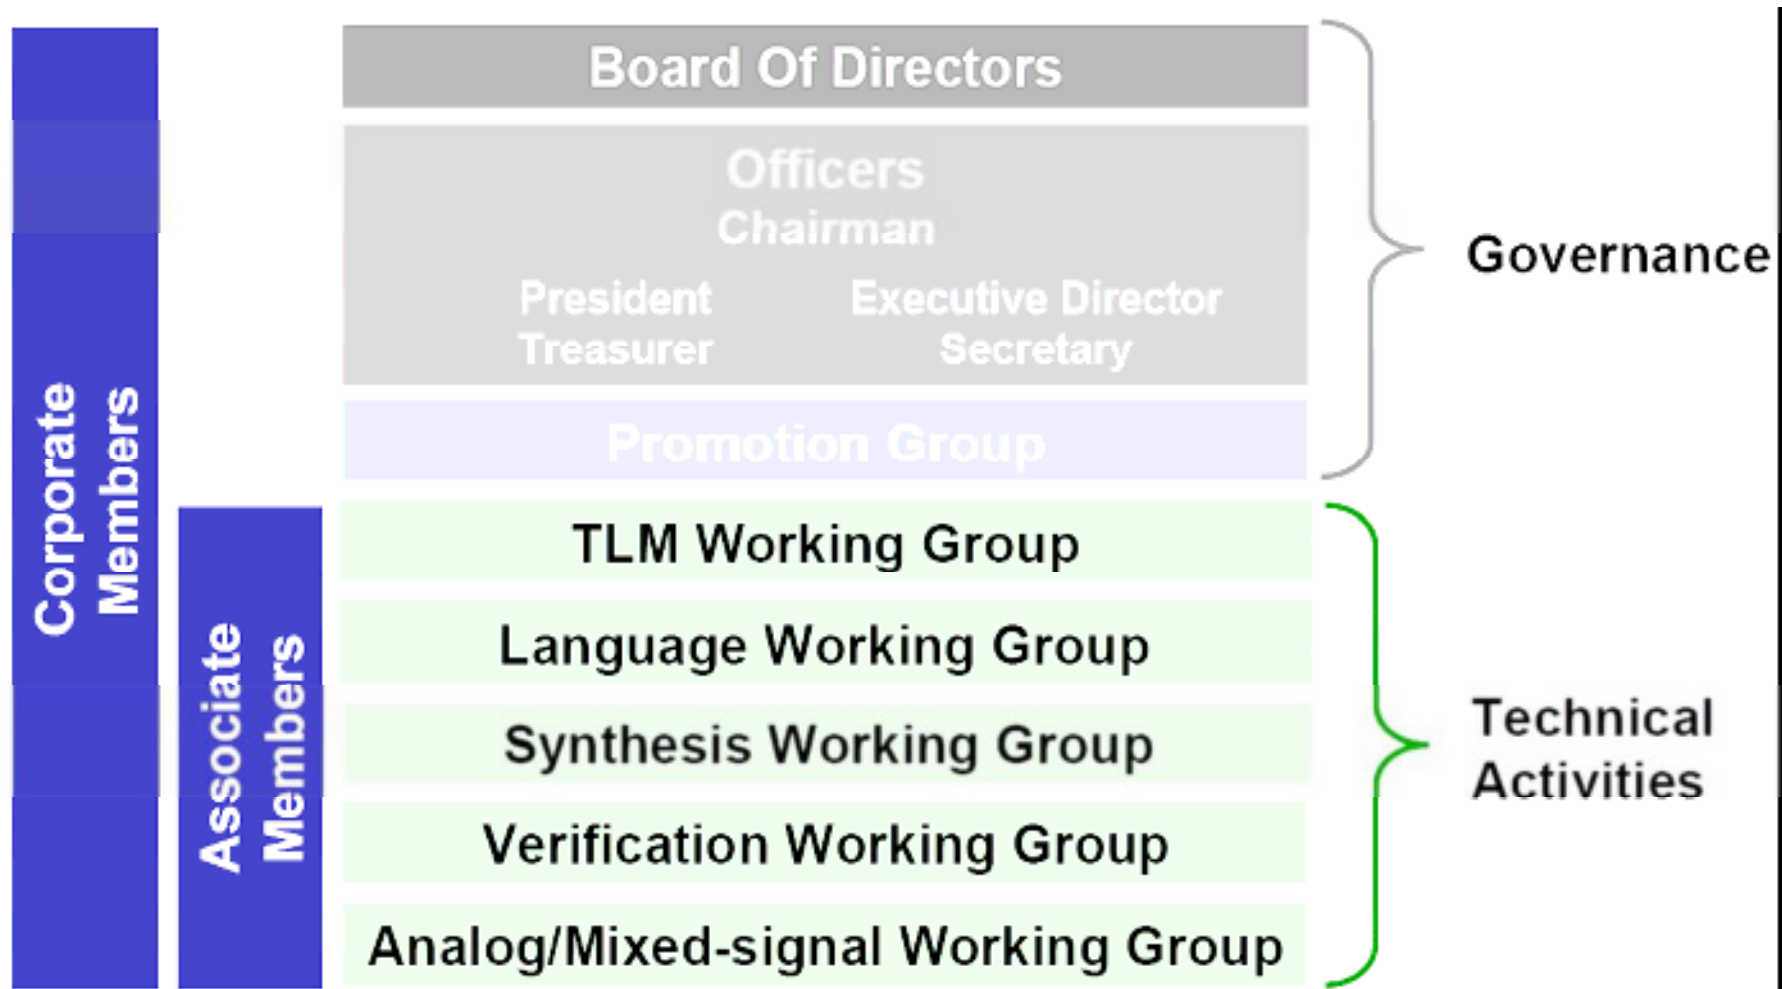 Board Of Directors
Officers
Chairman
President
Executive Director
Treasurer
Secretary
Promotion Group
Governance
Corporate
Members
Associate
Members
TLM Working Group
Language Working Group
Synthesis Working Group
Verification Working Group
Analog/Mixed-signal Working Group
Technical
Activities